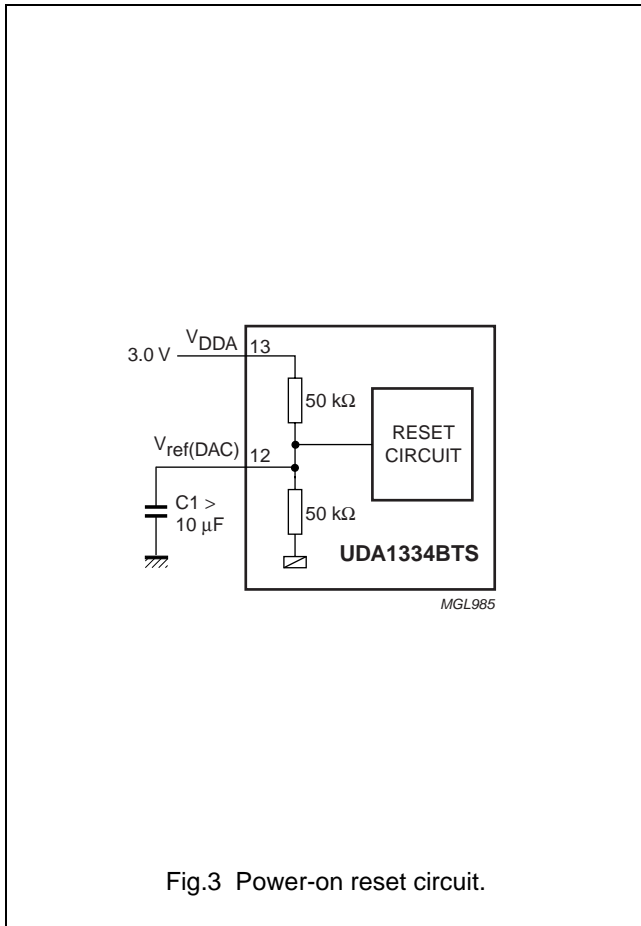 3.0 V
VDDA
13
50 kΩ
RESET
CIRCUIT
Vref(DAC)
12
C1 >
10 μF
50 kΩ
UDA1334BTS
MGL985
Fig.3 Power-on reset circuit.